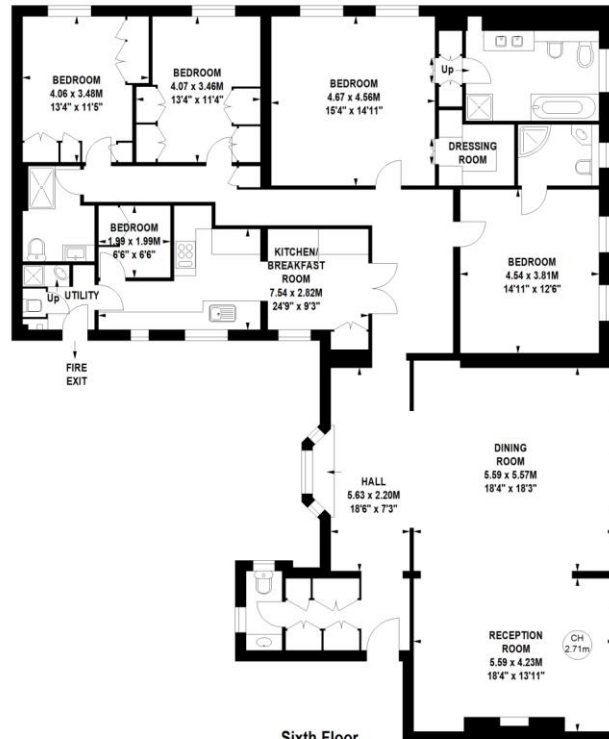 BEDROOM
4.06 x 3.48M
13'4" x 11'5"
BEDROOM
4.07 x 3.46M
13'4" x 11'4"
BEDROOM
4.67 x 4.56M
15'4" x 14'11"
Up
DRESSING
ROOM
BEDROOM
1.99 x 1.99M
6'6" x 6'6"
KITCHEN/
BREAKFAST
ROOM
7.54 x 2.82M
24'9" x 9'3"
BEDROOM
4.54 x 3.81M
14'11" x 12'6"
Up
UTILITY
FIRE
EXIT
HALL
5.63 x 2.20M
18'6" x 7'3"
DINING
ROOM
5.59 x 5.57M
18'4" x 18'3"
RECEPTION
ROOM
5.59 x 4.23M
18'4" x 13'11"
CH
2.71m
Sixth Floor